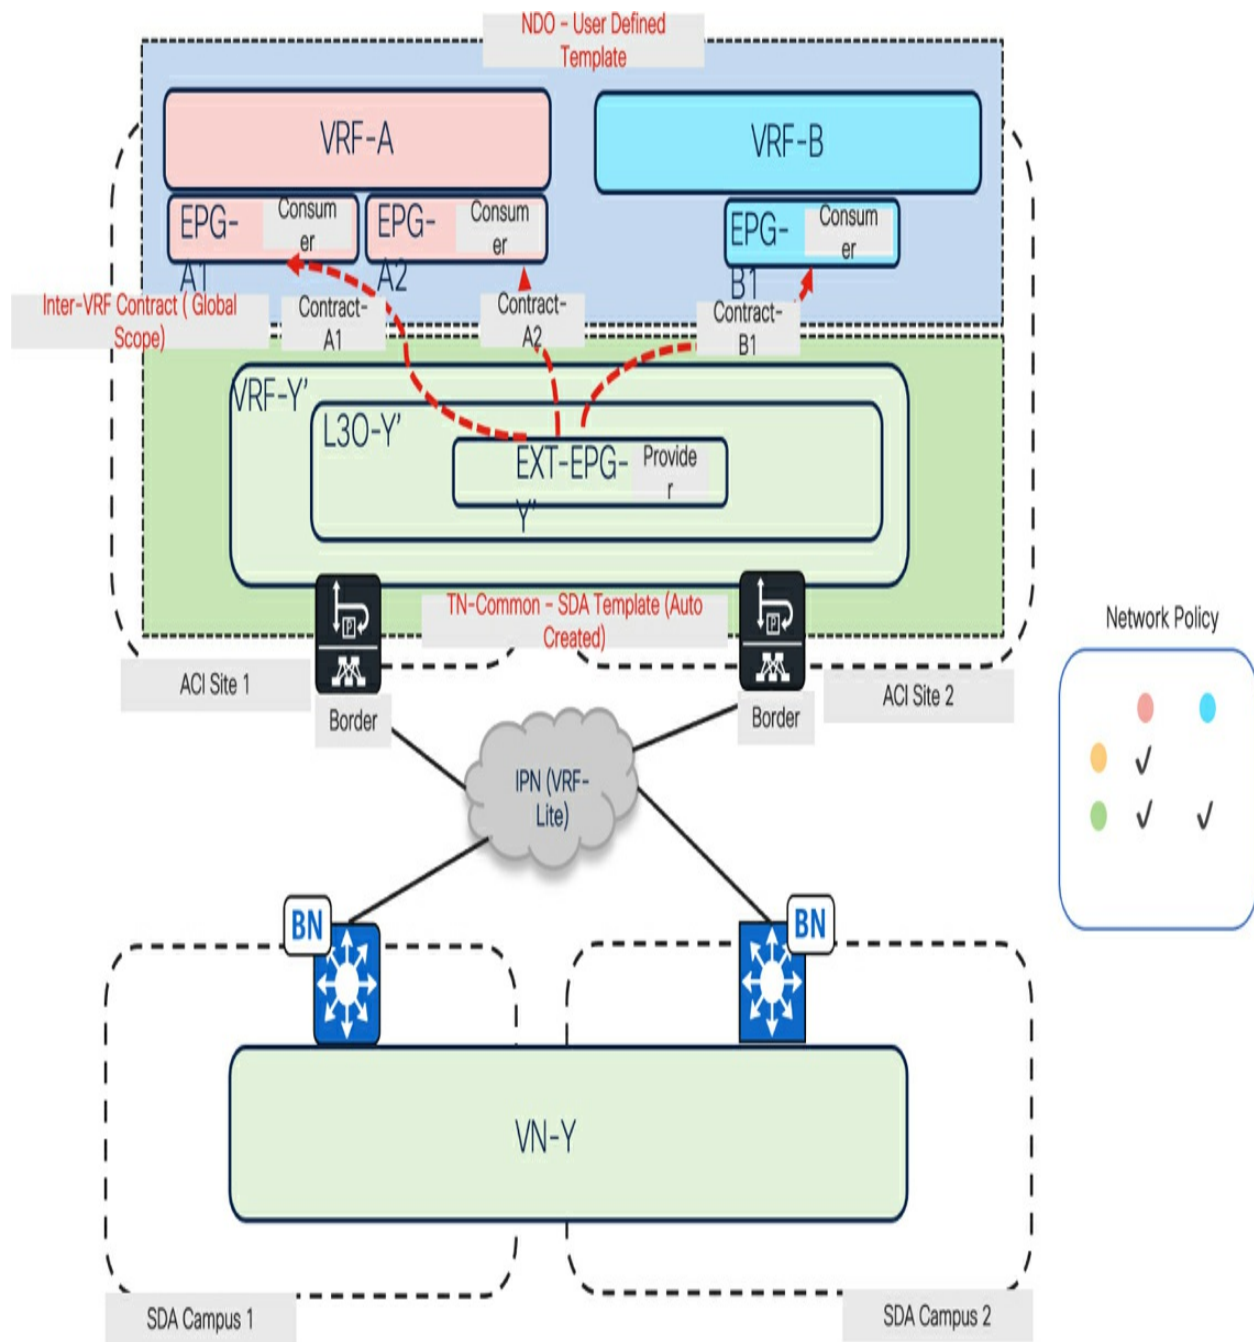 NDO - User Defined
Template
VRF-A
VRF-B
EPG-
A1
Consum
er
EPG-
A2
Consum
er
EPG-
B1
Consum
er
Inter-VRF Contract ( Global
Scope)
Contract-
A1
Contract-
A2
Contract-
B1
VRF-Y'
L3O-Y'
EXT-EPG-
Y'
Provide
r
P
P
TN-Common - SDA Template (Auto
Created)
ACI Site 1
Border
Border
ACI Site 2
Network Policy
IPN (VRF-
Lite)
BN
BN
VN-Y
SDA Campus 1
SDA Campus 2